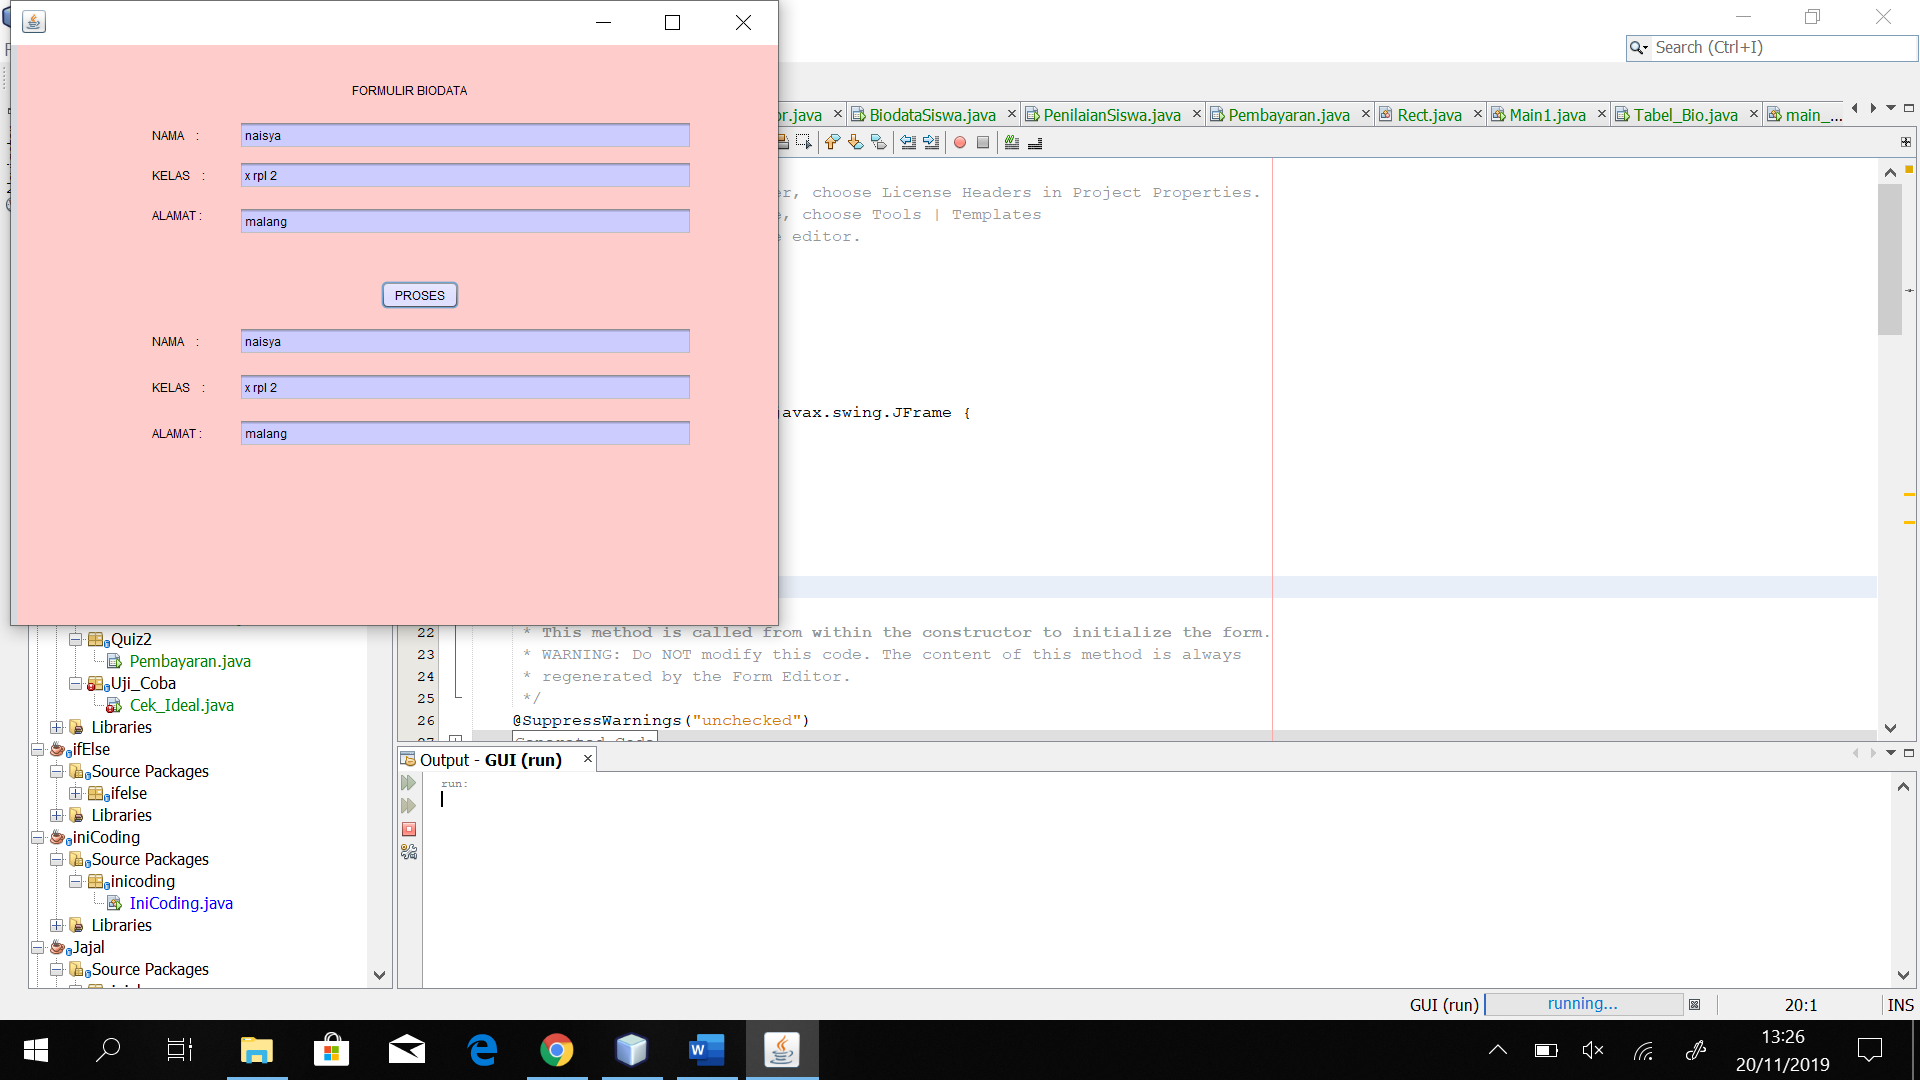 FORMULIR BIODATA
NAMA :
naisya
KELAS :
x rpl 2
ALAMAT :
malang
PROSES
NAMA :
naisya
KELAS :
x rpl 2
ALAMAT :
malang
Search (Ctrl+I)
or.java
BiodataSiswa.java
PenilaianSiswa.java
Pembayaran.java
Rect.java
Main1.java
Tabel_Bio.java
main_...
er, choose License Headers in Project Properties.
e, choose Tools | Templates
e editor.
javax.swing.JFrame {
22 * This method is called from within the constructor to initialize the form.
23 * WARNING: Do NOT modify this code. The content of this method is always
24 * regenerated by the Form Editor.
25 */
26 @SuppressWarnings("unchecked")
27 Generated Code
Quiz2
Pembayaran.java
Uji_Coba
Cek_Ideal.java
Libraries
ifElse
Source Packages
ifelse
Libraries
iniCoding
Source Packages
inicoding
IniCoding.java
Libraries
Jajal
Source Packages
Output - GUI (run)
run:
GUI (run)
running...
20:1
INS
13:26
20/11/2019